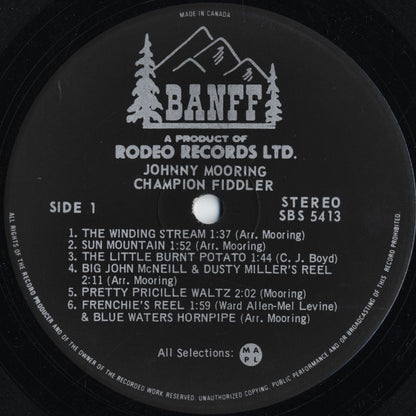 MADE IN CANADA
BANFF
A PRODUCT OF
RODEO RECORDS LTD.
JOHNNY MOORING
CHAMPION FIDDLER
SIDE 1
STEREO
SBS 5413
1. THE WINDING STREAM 1:37 (Arr. Mooring)
2. SUN MOUNTAIN 1:52 (Arr. Mooring)
3. THE LITTLE BURNT POTATO 1:44 (C. J. Boyd)
4. BIG JOHN McNEILL & DUSTY MILLER'S REEL
2:11 (Arr. Mooring)
5. PRETTY PRICILLE WALTZ 2:02 (Mooring)
6. FRENCHIE'S REEL 1:59 (Ward Allen-Mel Levine)
& BLUE WATERS HORNPIPE (Arr. Mooring)
All Selections:
M A
P L
ALL RIGHTS OF THE RECORD PRODUCER AND OF THE OWNER OF THE RECORDED WORK RESERVED. UNAUTHORIZED COPYING, PUBLIC PERFORMANCE AND/OR BROADCASTING OF THIS RECORD PROHIBITED.